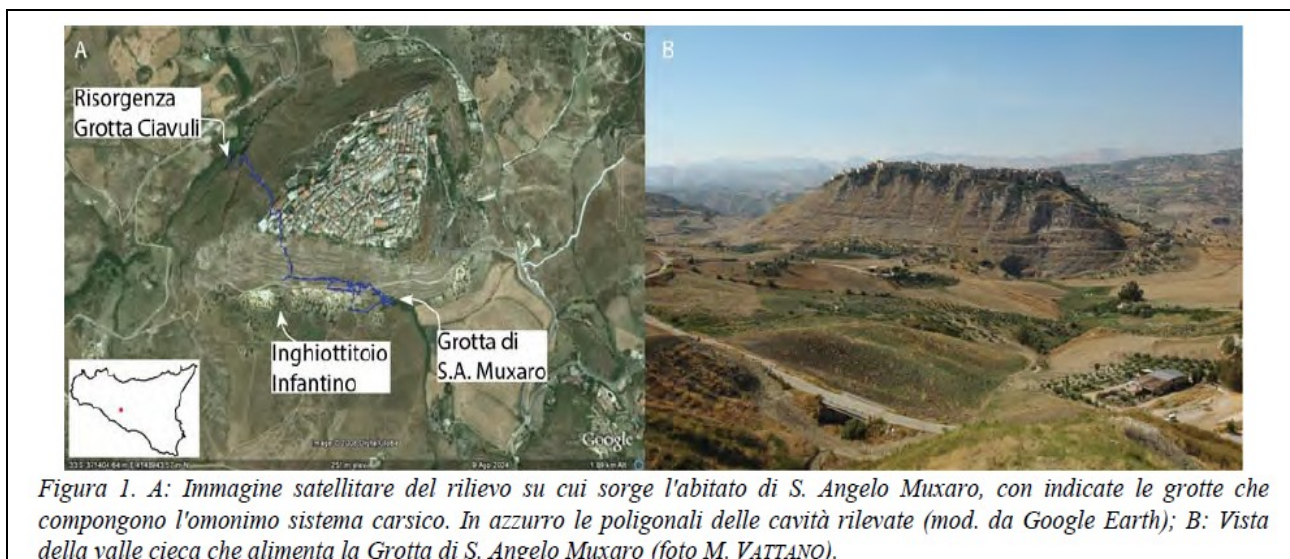 A
B
Risorgenza
Grotta Ciavuli
Inghiottitoio
Infantino
Grotta di
S.A. Muxaro
Google
Figura 1. A: Immagine satellitare del rilievo su cui sorge l'abitato di S. Angelo Muxaro, con indicate le grotte che
compongono l'omonimo sistema carsico. In azzurro le poligonali delle cavità rilevate (mod. da Google Earth); B: Vista
della valle cieca che alimenta la Grotta di S. Angelo Muxaro (foto M. VATTANO).